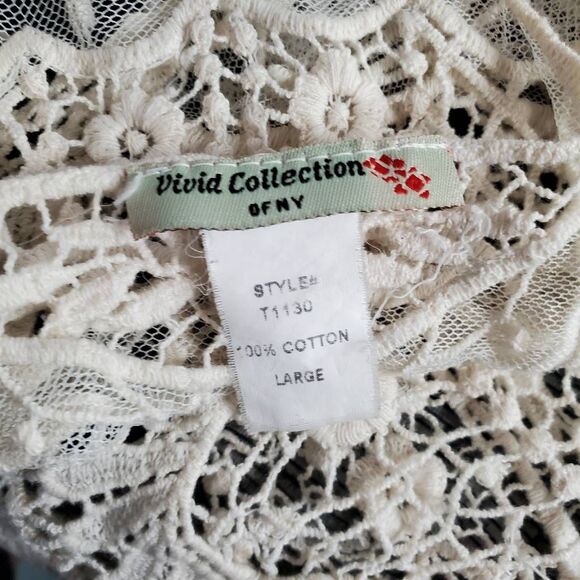 Vivid Collection
OF NY
STYLE#
T1130
100% COTTON
LARGE